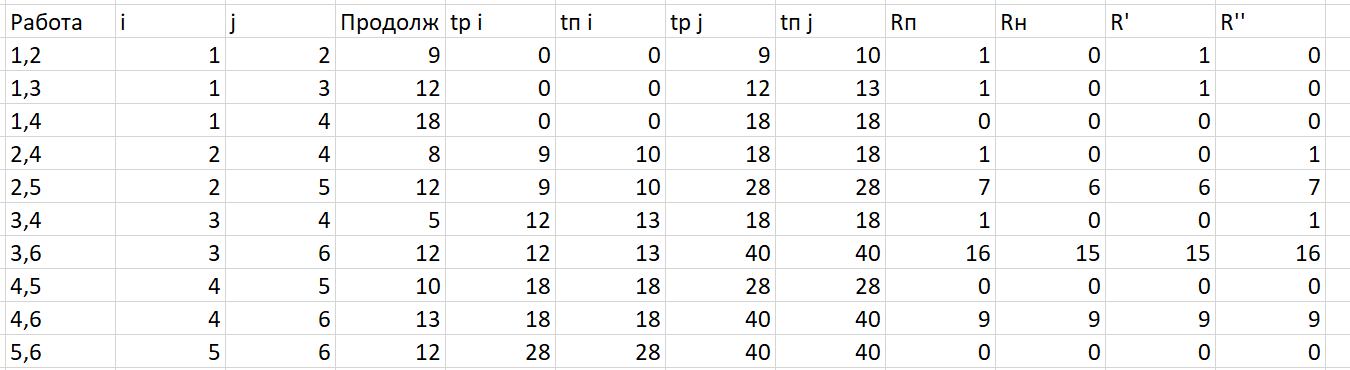 Работа i j Продолж tp i tп i tp j tп j Rп Rн R' R''
1,2 1 2 9 0 0 9 10 1 0 1 0
1,3 1 3 12 0 0 12 13 1 0 1 0
1,4 1 4 18 0 0 18 18 0 0 0 0
2,4 2 4 8 9 10 18 18 1 0 0 1
2,5 2 5 12 9 10 28 28 7 6 6 7
3,4 3 4 5 12 13 18 18 1 0 0 1
3,6 3 6 12 12 13 40 40 16 15 15 16
4,5 4 5 10 18 18 28 28 0 0 0 0
4,6 4 6 13 18 18 40 40 9 9 9 9
5,6 5 6 12 28 28 40 40 0 0 0 0